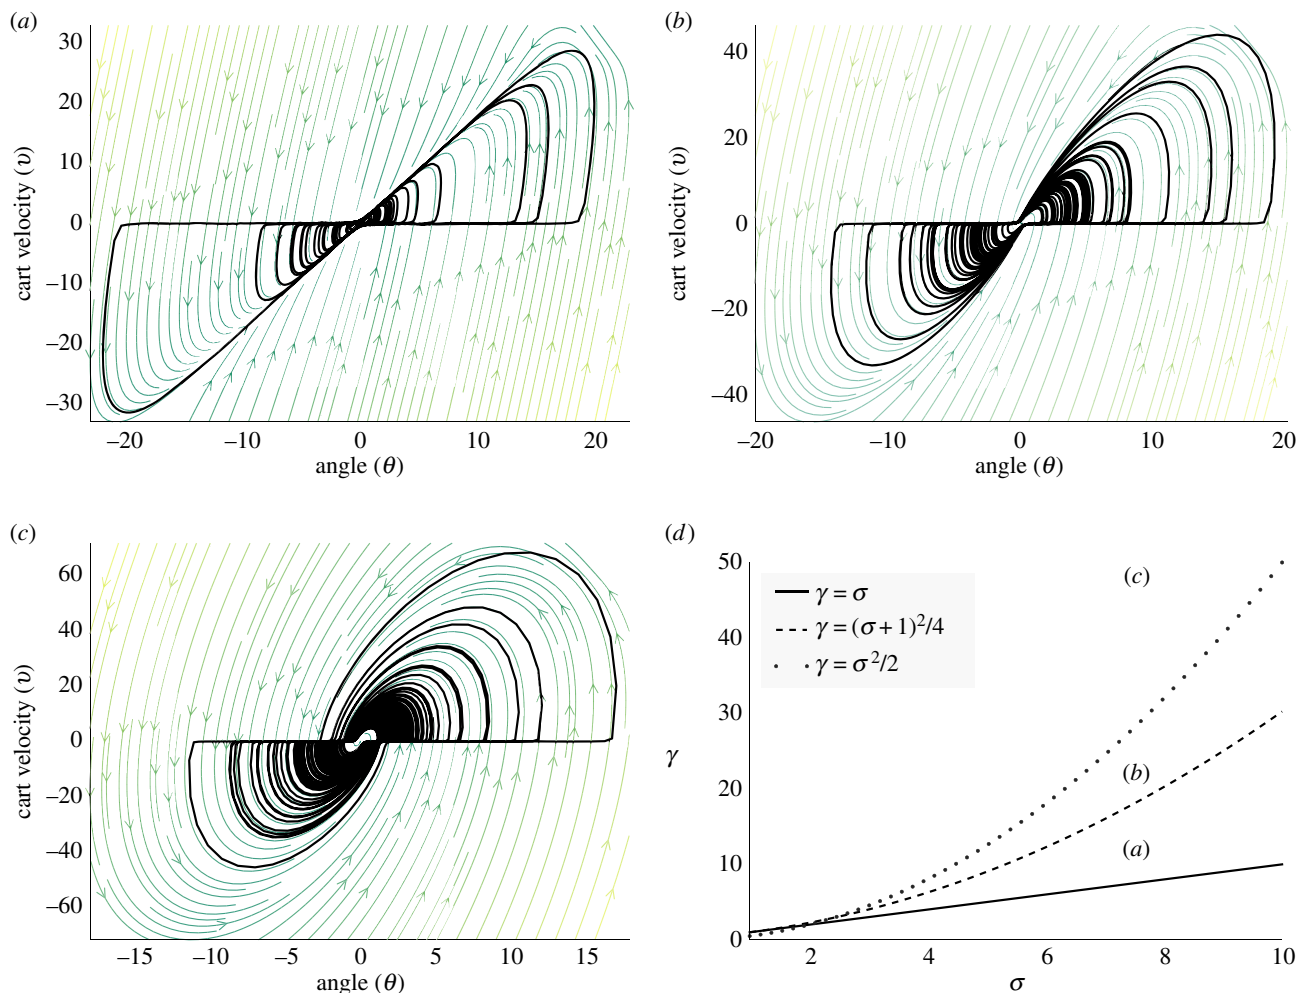 (a)
30
20
10
0
–10
–20
–30
cart velocity (υ)
–20 –10 0 10 20
angle (θ)
(b)
40
20
0
–20
–40
cart velocity (υ)
–20 –10 0 10 20
angle (θ)
(c)
60
40
20
0
–20
–40
–60
cart velocity (υ)
–15 –10 –5 0 5 10 15
angle (θ)
(d)
50
40
30
20
10
0
γ
γ = σ
γ = (σ + 1)²/4
γ = σ²/2
(c)
(b)
(a)
2 4 6 8 10
σ